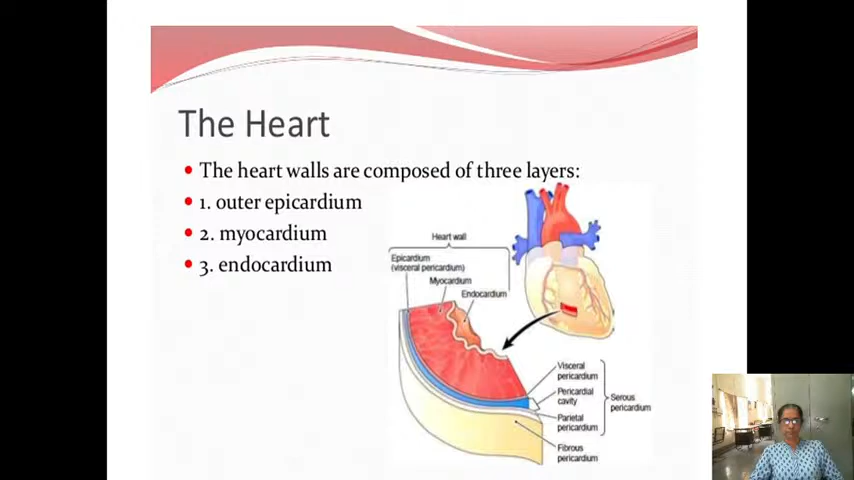 The Heart
• The heart walls are composed of three layers:
• 1. outer epicardium
• 2. myocardium
• 3. endocardium
Heart wall
Epicardium
(visceral pericardium)
Myocardium
Endocardium
Visceral
pericardium
Pericardial
cavity
Serous
pericardium
Parietal
pericardium
Fibrous
pericardium